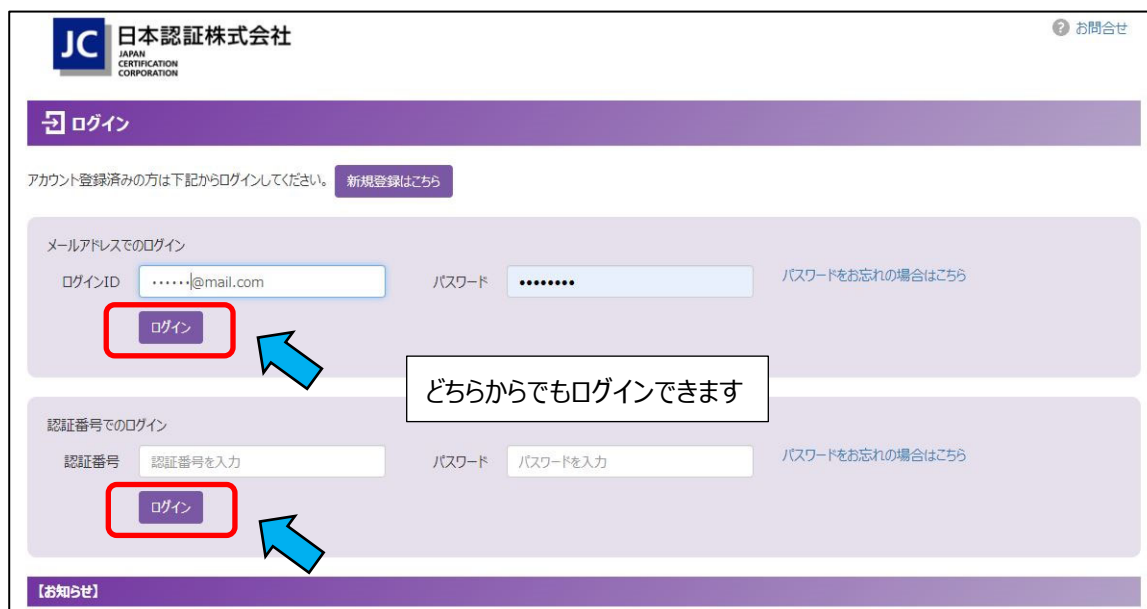 JC 日本認証株式会社
JAPAN
CERTIFICATION
CORPORATION
? お問合せ
ログイン
アカウント登録済みの方は下記からログインしてください。 新規登録はこちら
メールアドレスでのログイン
ログインID ······@mail.com パスワード •••••••• パスワードをお忘れの場合はこちら
ログイン
どちらからでもログインできます
認証番号でのログイン
認証番号 認証番号を入力 パスワード パスワードを入力 パスワードをお忘れの場合はこちら
ログイン
【お知らせ】